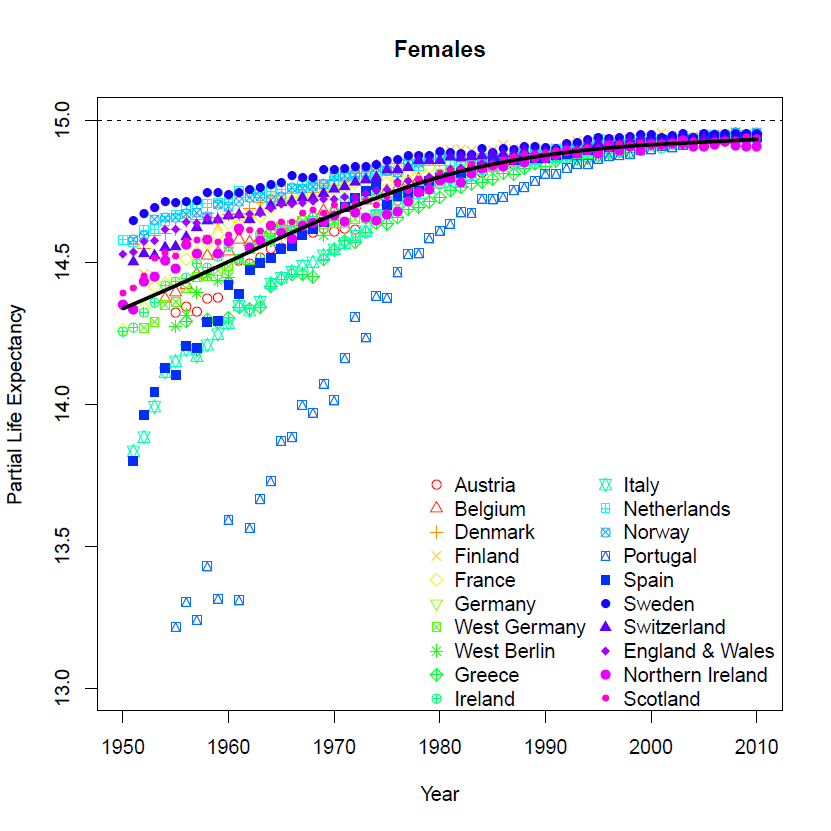 Females
Partial Life Expectancy
15.0
14.5
14.0
13.5
13.0
Austria
Belgium
Denmark
Finland
France
Germany
West Germany
West Berlin
Greece
Ireland
Italy
Netherlands
Norway
Portugal
Spain
Sweden
Switzerland
England & Wales
Northern Ireland
Scotland
1950 1960 1970 1980 1990 2000 2010
Year